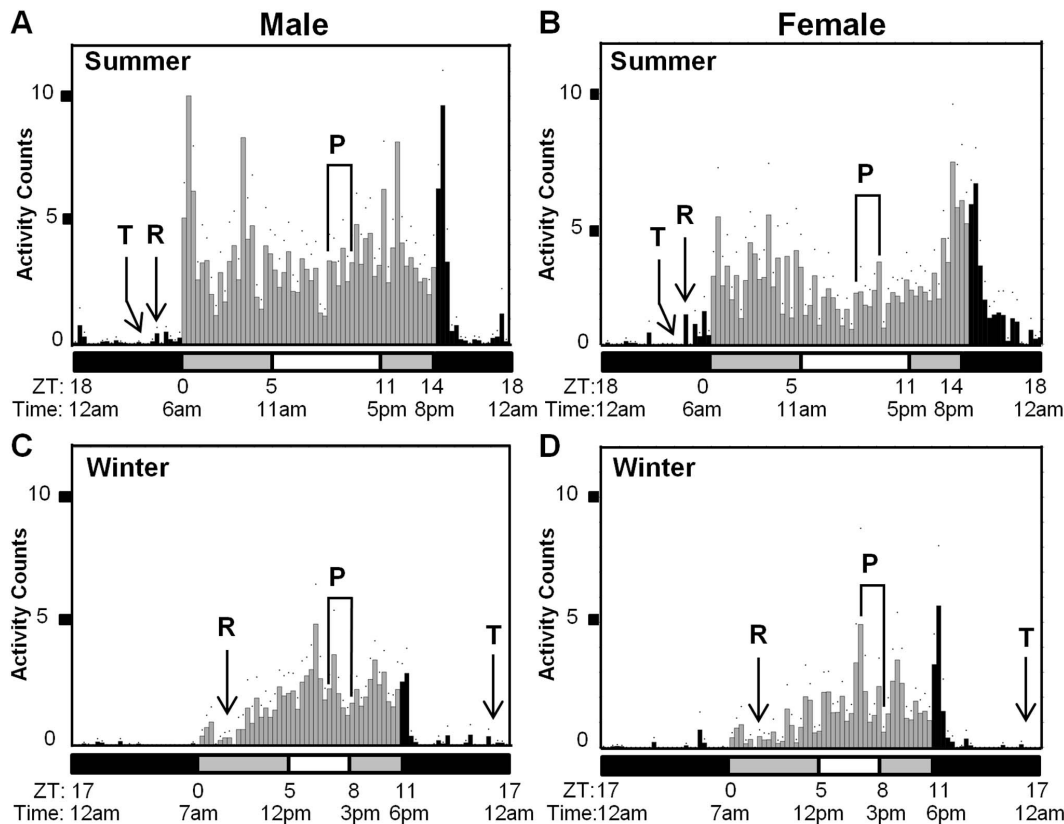 A Male
Summer
Activity Counts
10
5
0
T R P
ZT: 18 0 5 11 14 18
Time: 12am 6am 11am 5pm 8pm 12am
B Female
Summer
Activity Counts
10
5
0
T R P
ZT:18 0 5 11 14 18
Time: 12am 6am 11am 5pm 8pm 12am
C
Winter
Activity Counts
10
5
0
R P T
ZT: 17 0 5 8 11 17
Time: 12am 7am 12pm 3pm 6pm 12am
D
Winter
Activity Counts
10
5
0
R P T
ZT:17 0 5 8 11 17
Time: 12am 7am 12pm 3pm 6pm 12am